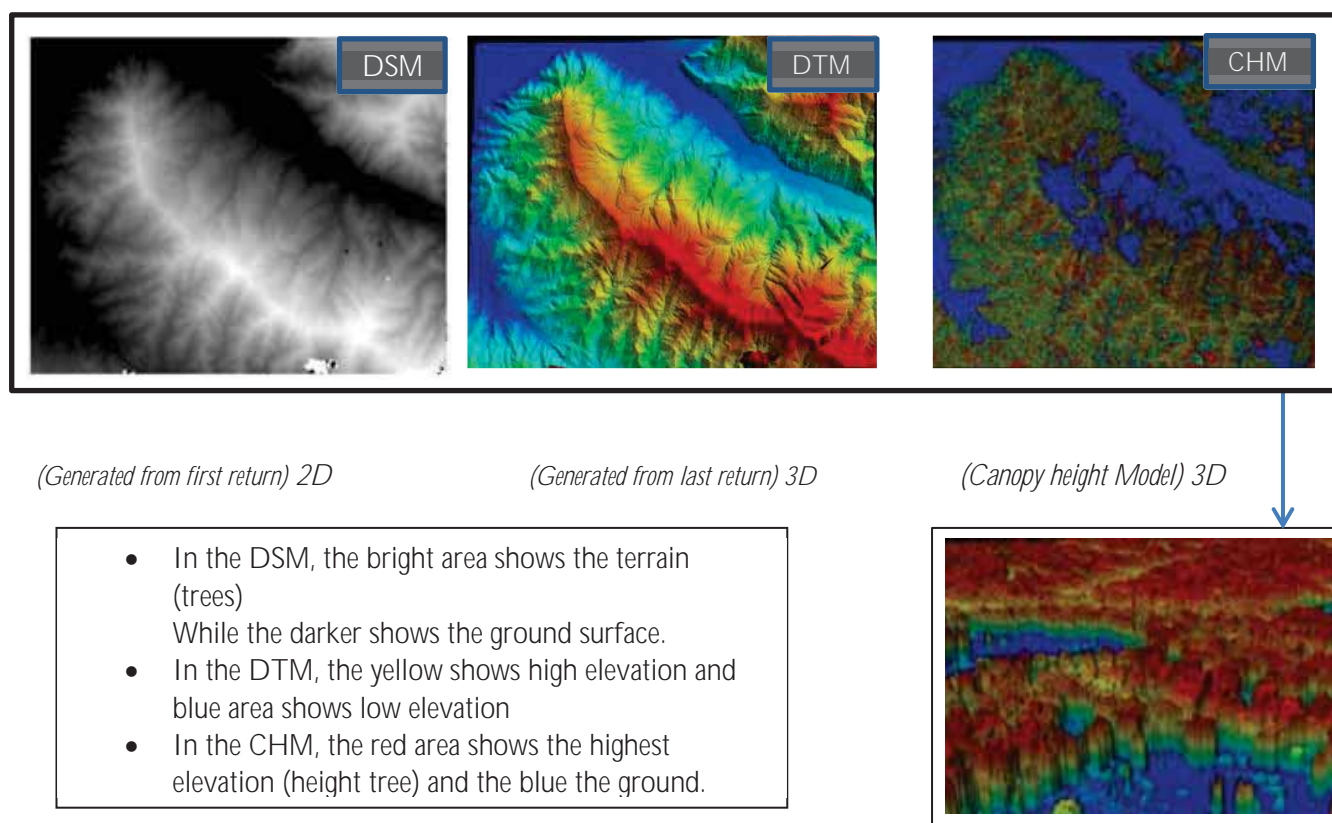 DSM
DTM
CHM
(Generated from first return) 2D
(Generated from last return) 3D
(Canopy height Model) 3D
• In the DSM, the bright area shows the terrain
(trees)
While the darker shows the ground surface.
• In the DTM, the yellow shows high elevation and
blue area shows low elevation
• In the CHM, the red area shows the highest
elevation (height tree) and the blue the ground.